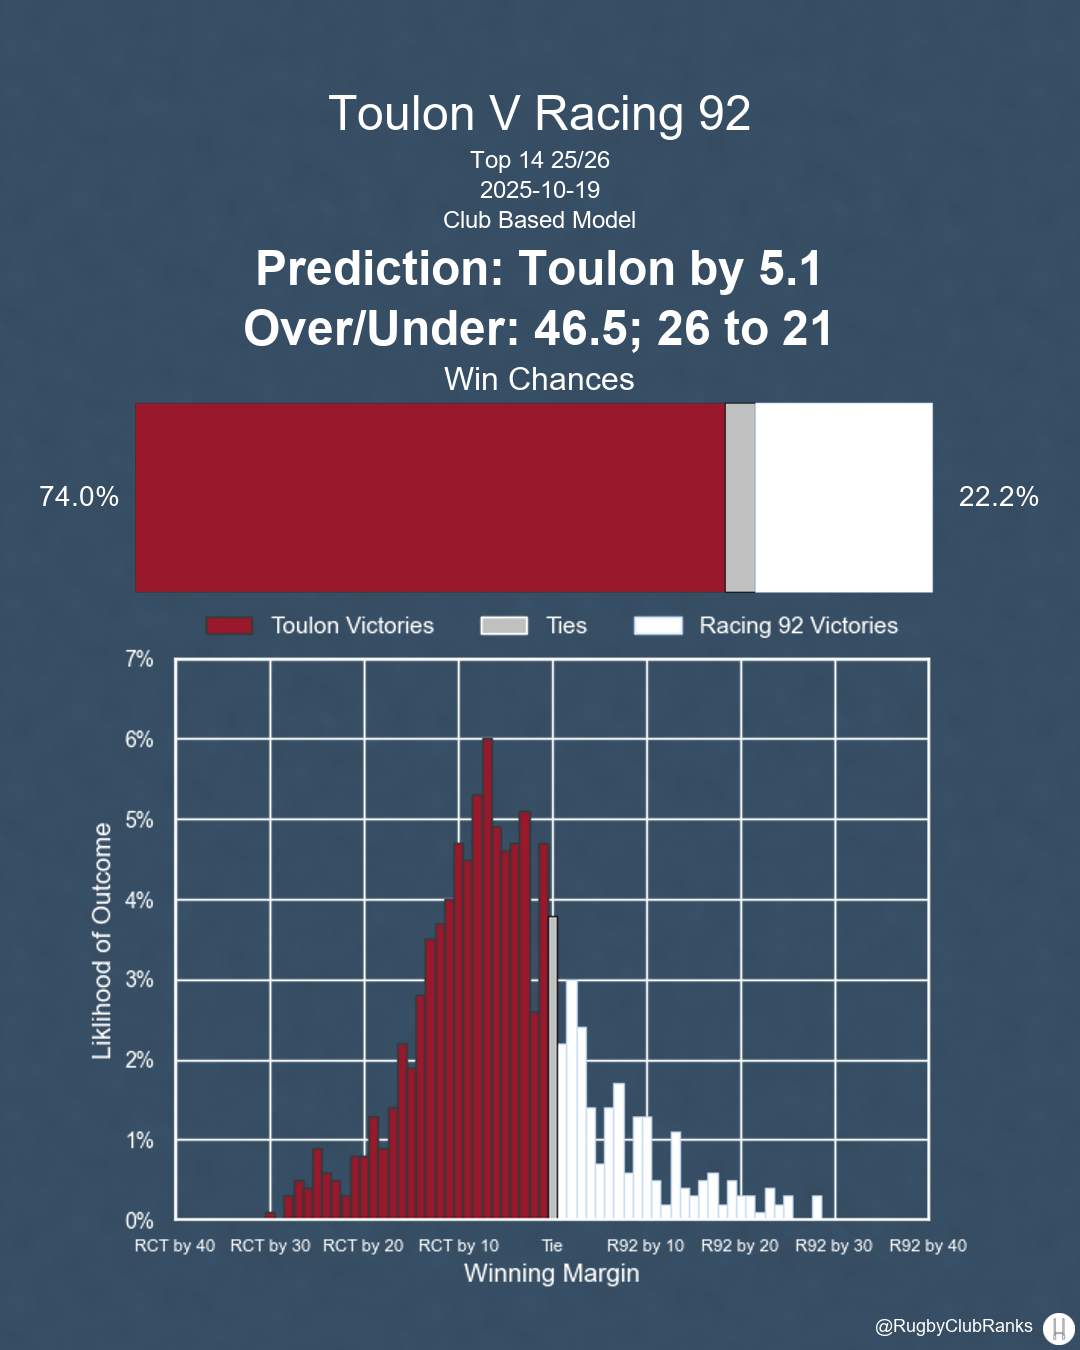 Toulon V Racing 92
Top 14 25/26
2025-10-19
Club Based Model
Prediction: Toulon by 5.1
Over/Under: 46.5; 26 to 21
Win Chances
74.0%
22.2%
Toulon Victories
Ties
Racing 92 Victories
7%
6%
5%
4%
3%
2%
1%
0%
Liklihood of Outcome
RCT by 40
RCT by 30
RCT by 20
RCT by 10
Tie
R92 by 10
R92 by 20
R92 by 30
R92 by 40
Winning Margin
@RugbyClubRanks